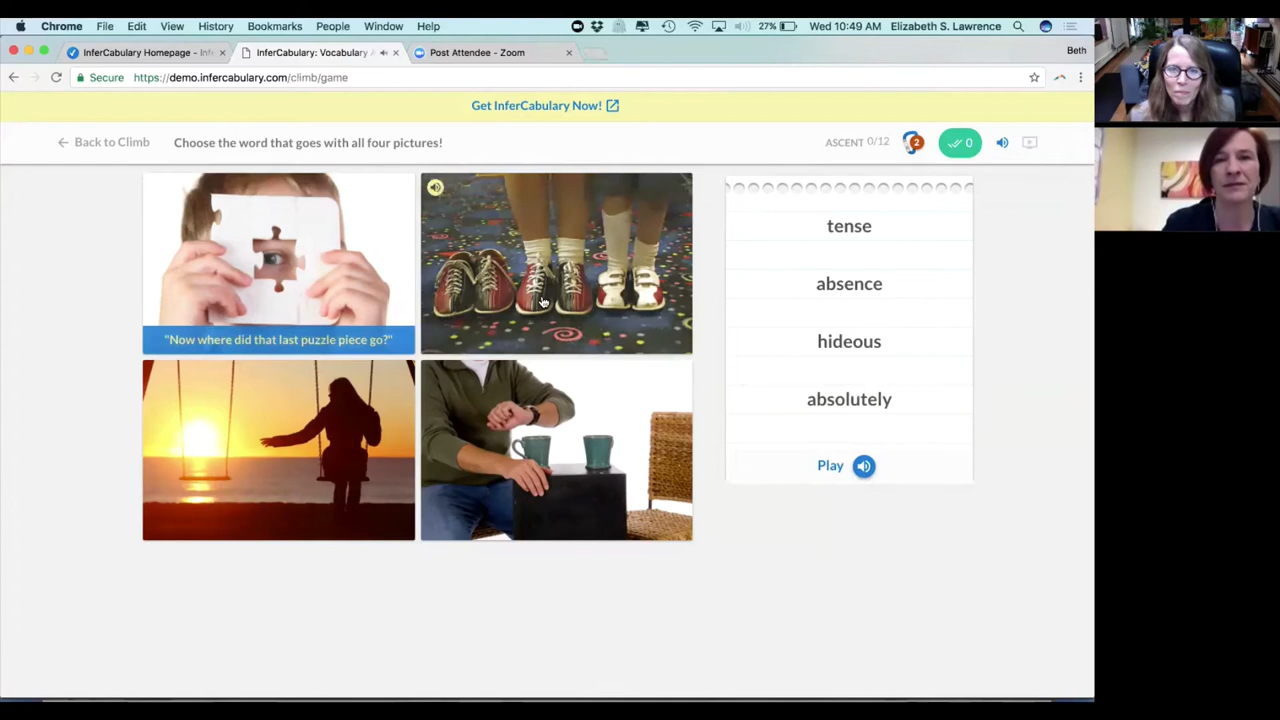 Chrome File Edit View History Bookmarks People Window Help 27% Wed 10:49 AM Elizabeth S. Lawrence
InferCabulary Homepage - Infe × InferCabulary: Vocabulary A × Post Attendee - Zoom × Beth
Secure https://demo.infercabulary.com/climb/game
Get InferCabulary Now!
Back to Climb Choose the word that goes with all four pictures! ASCENT 0/12 2 0
"Now where did that last puzzle piece go?"
tense
absence
hideous
absolutely
Play